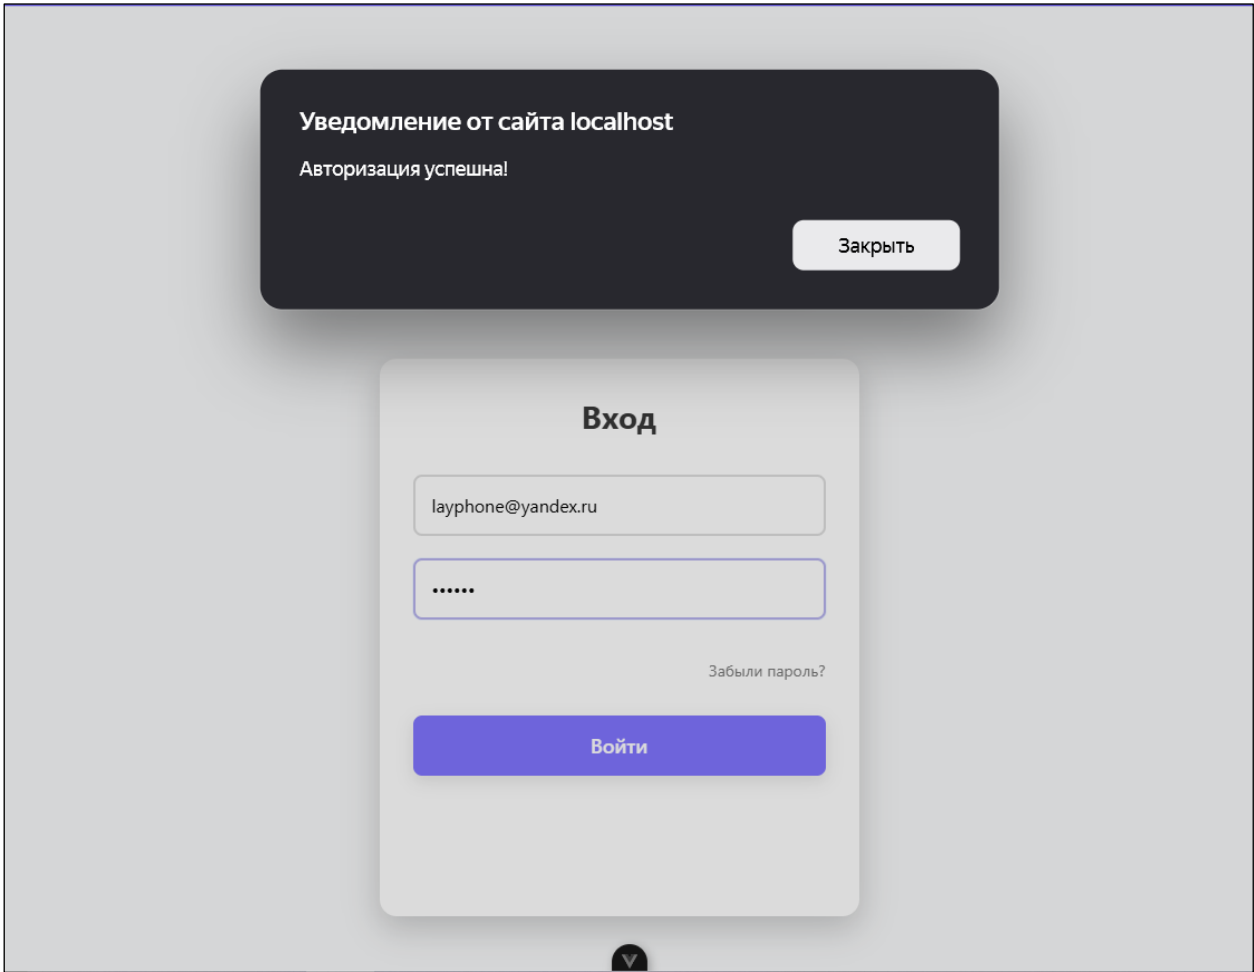 Уведомление от сайта localhost
Авторизация успешна!
Закрыть
Вход
layphone@yandex.ru
••••••
Забыли пароль?
Войти